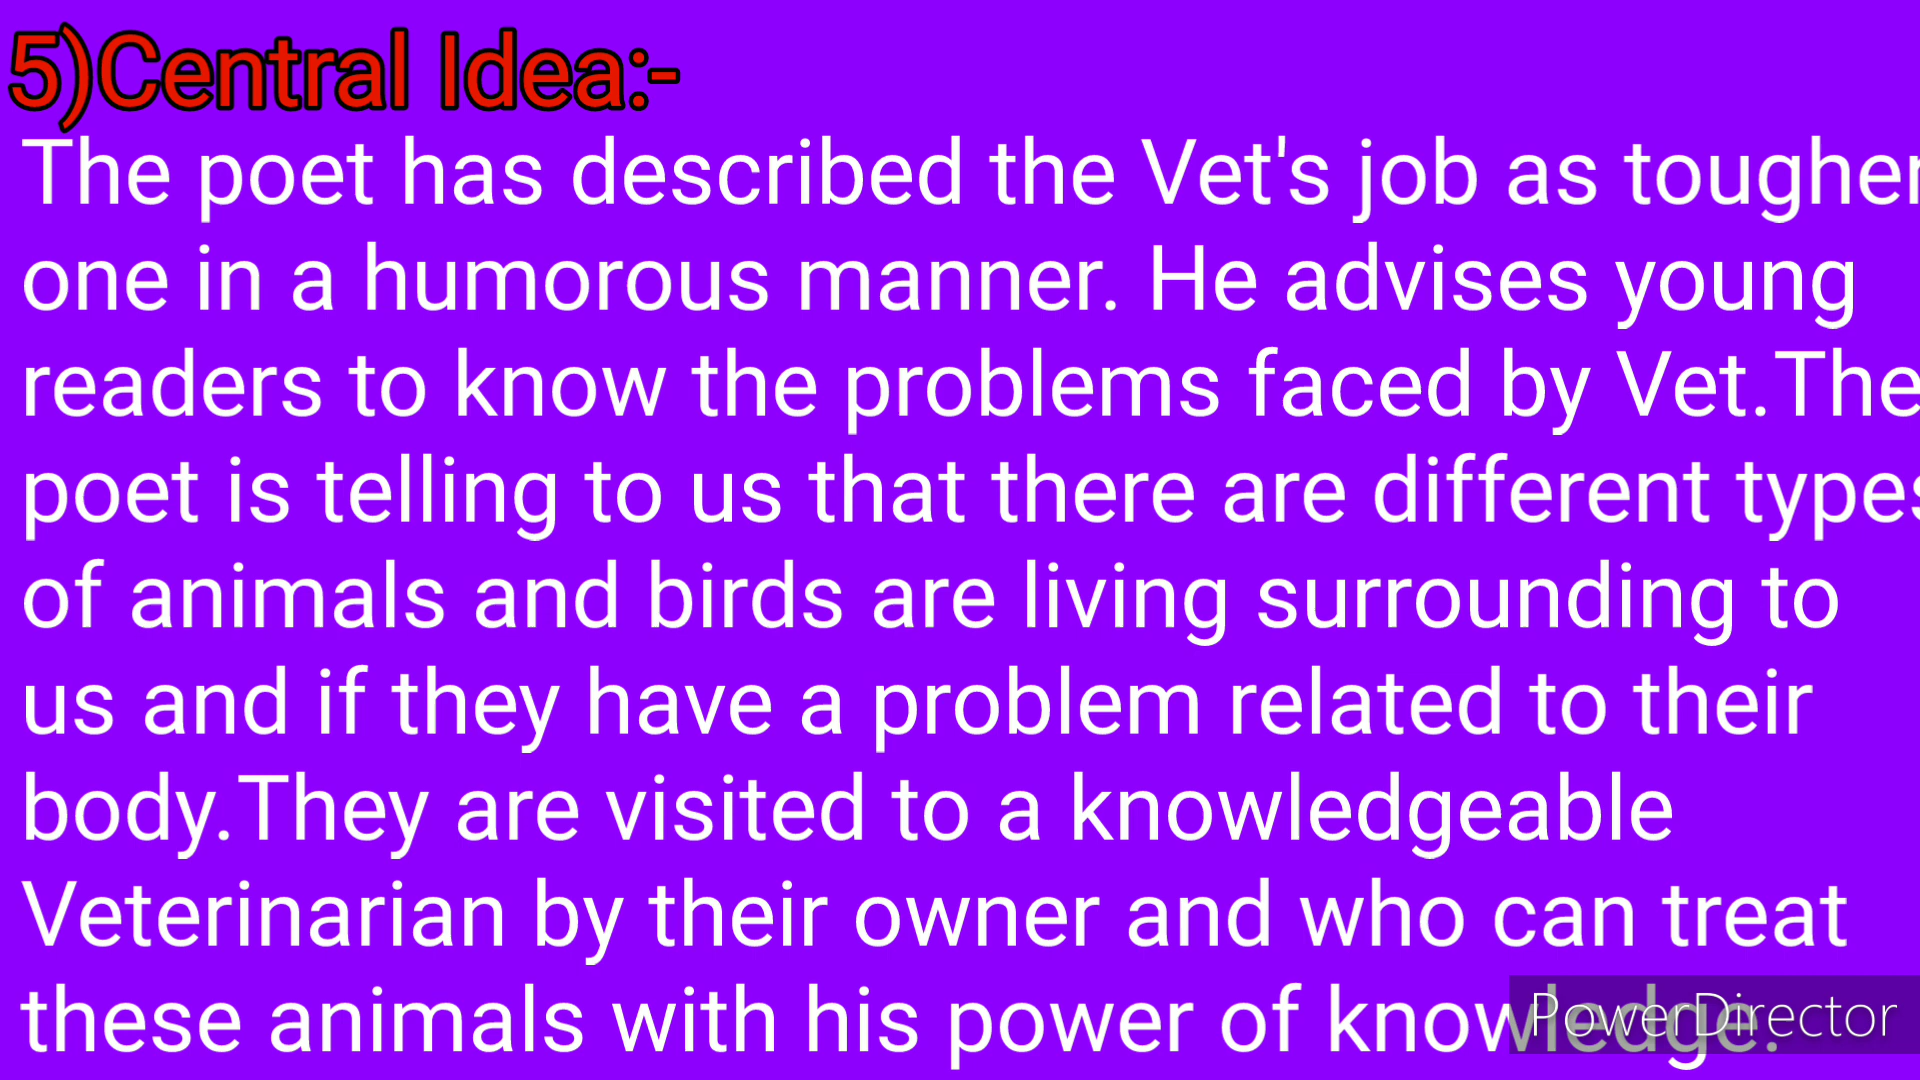 5)Central Idea:-
The poet has described the Vet's job as tougher
one in a humorous manner. He advises young
readers to know the problems faced by Vet.The
poet is telling to us that there are different types
of animals and birds are living surrounding to
us and if they have a problem related to their
body.They are visited to a knowledgeable
Veterinarian by their owner and who can treat
these animals with his power of knowledge.
PowerDirector